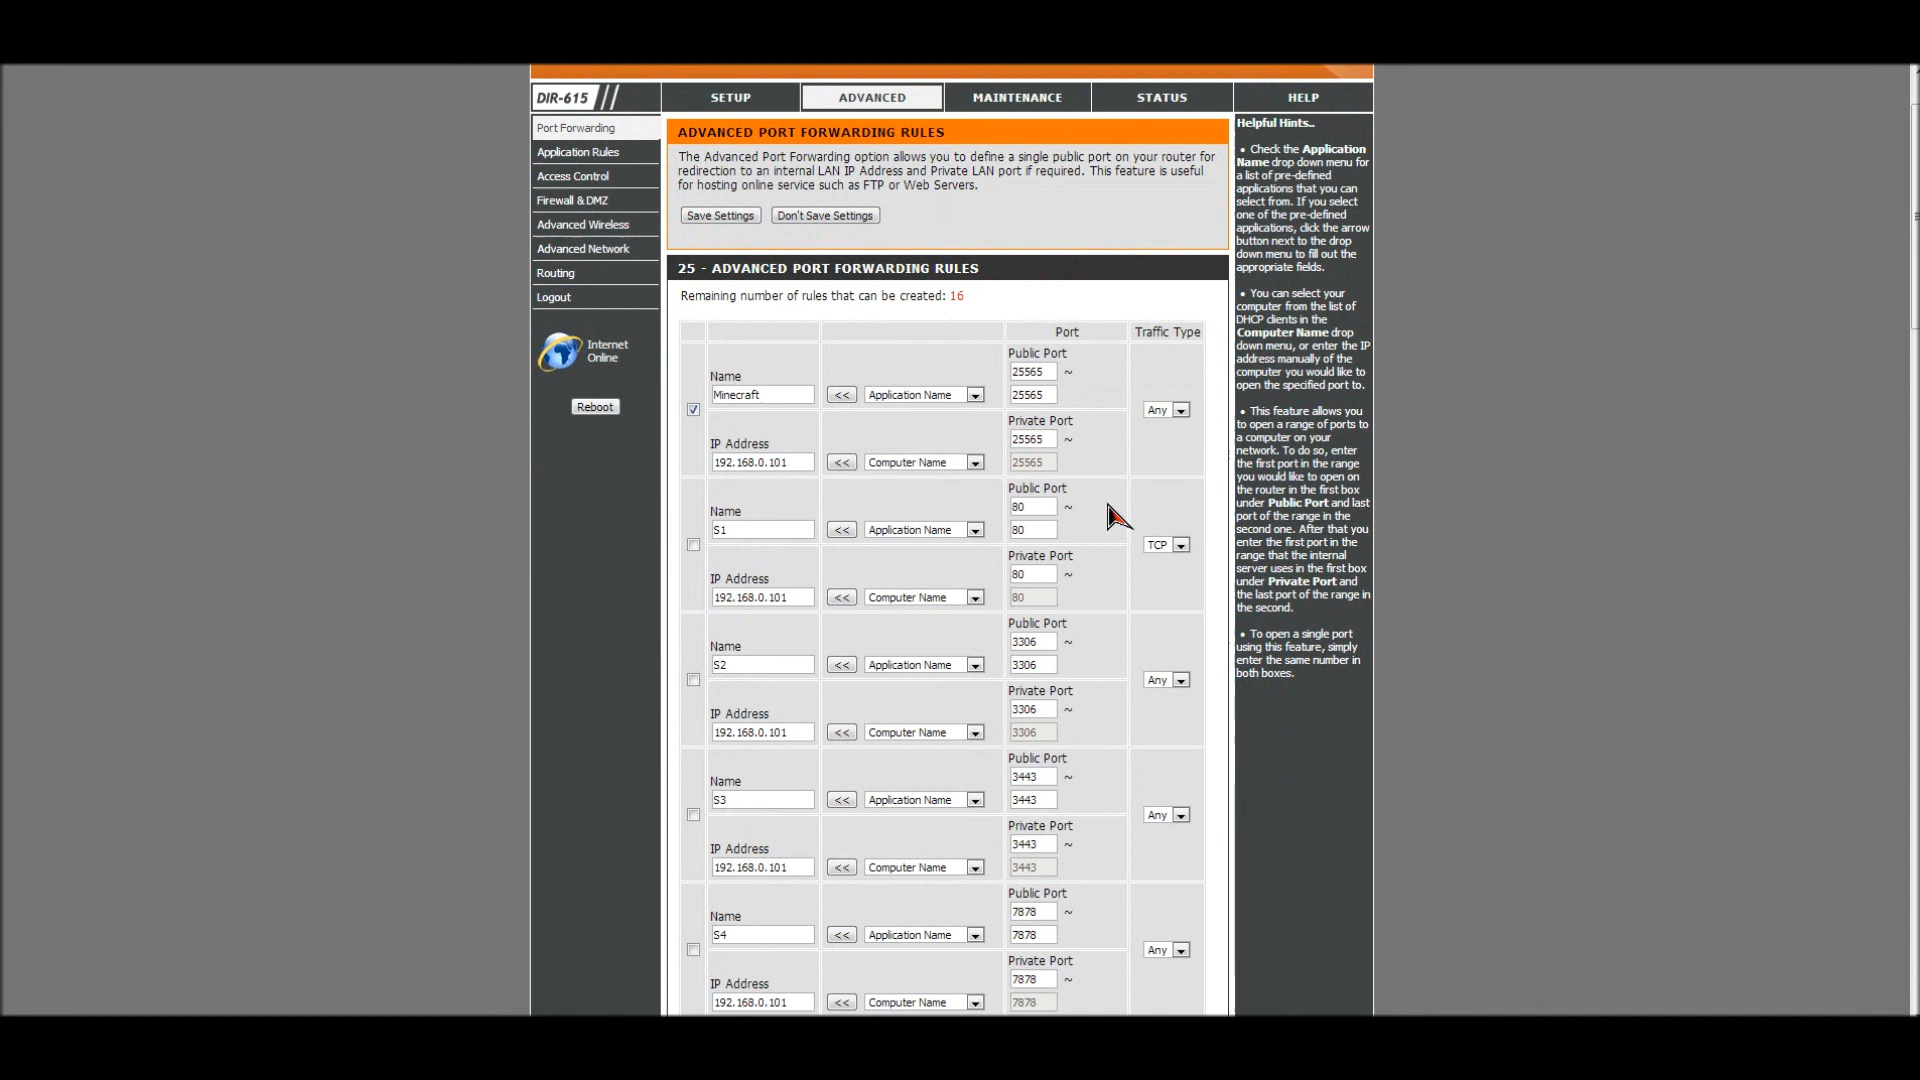 DIR-615
SETUP
ADVANCED
MAINTENANCE
STATUS
HELP
Port Forwarding
Application Rules
Access Control
Firewall & DMZ
Advanced Wireless
Advanced Network
Routing
Logout
Internet
Online
Reboot
ADVANCED PORT FORWARDING RULES
The Advanced Port Forwarding option allows you to define a single public port on your router for
redirection to an internal LAN IP Address and Private LAN port if required. This feature is useful
for hosting online service such as FTP or Web Servers.
Save Settings
Don't Save Settings
25 - ADVANCED PORT FORWARDING RULES
Remaining number of rules that can be created: 16
Port
Traffic Type
Name
Minecraft
<<
Application Name
Public Port
25565 ~
25565
Any
IP Address
192.168.0.101
<<
Computer Name
Private Port
25565 ~
25565
Name
S1
<<
Application Name
Public Port
80 ~
80
TCP
IP Address
192.168.0.101
<<
Computer Name
Private Port
80 ~
80
Name
S2
<<
Application Name
Public Port
3306 ~
3306
Any
IP Address
192.168.0.101
<<
Computer Name
Private Port
3306 ~
3306
Name
S3
<<
Application Name
Public Port
3443 ~
3443
Any
IP Address
192.168.0.101
<<
Computer Name
Private Port
3443 ~
3443
Name
S4
<<
Application Name
Public Port
7878 ~
7878
Any
IP Address
192.168.0.101
<<
Computer Name
Private Port
7878 ~
7878
Helpful Hints..
• Check the Application
Name drop down menu for
a list of pre-defined
applications that you can
select from. If you select
one of the pre-defined
applications, click the arrow
button next to the drop
down menu to fill out the
appropriate fields.
• You can select your
computer from the list of
DHCP clients in the
Computer Name drop
down menu, or enter the IP
address manually of the
computer you would like to
open the specified port to.
• This feature allows you
to open a range of ports to
a computer on your
network. To do so, enter
the first port in the range
you would like to open on
the router in the first box
under Public Port and last
port of the range in the
second one. After that you
enter the first port in the
range that the internal
server uses in the first box
under Private Port and
the last port of the range in
the second.
• To open a single port
using this feature, simply
enter the same number in
both boxes.